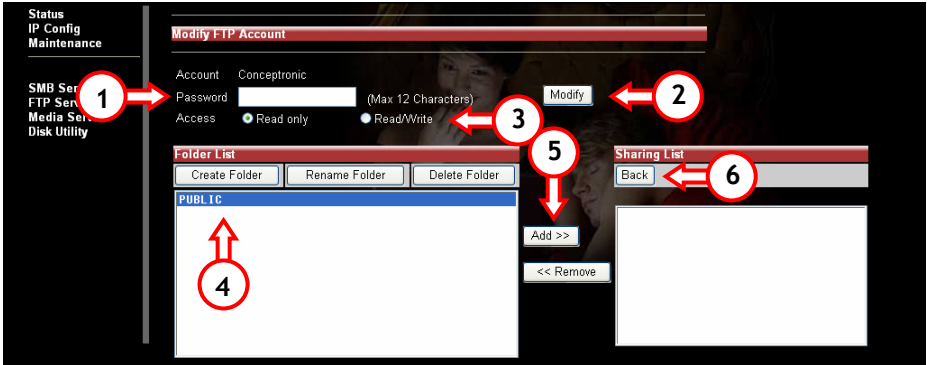 Status
IP Config
Maintenance
SMB Ser
FTP Ser
Media Ser
Disk Utility
Modify FTP Account
Account Conceptronic
Password (Max 12 Characters) Modify
Access Read only Read/Write
1
2
3
5
Folder List
Create Folder Rename Folder Delete Folder
PUBLIC
4
Add >>
<< Remove
Sharing List
Back
6